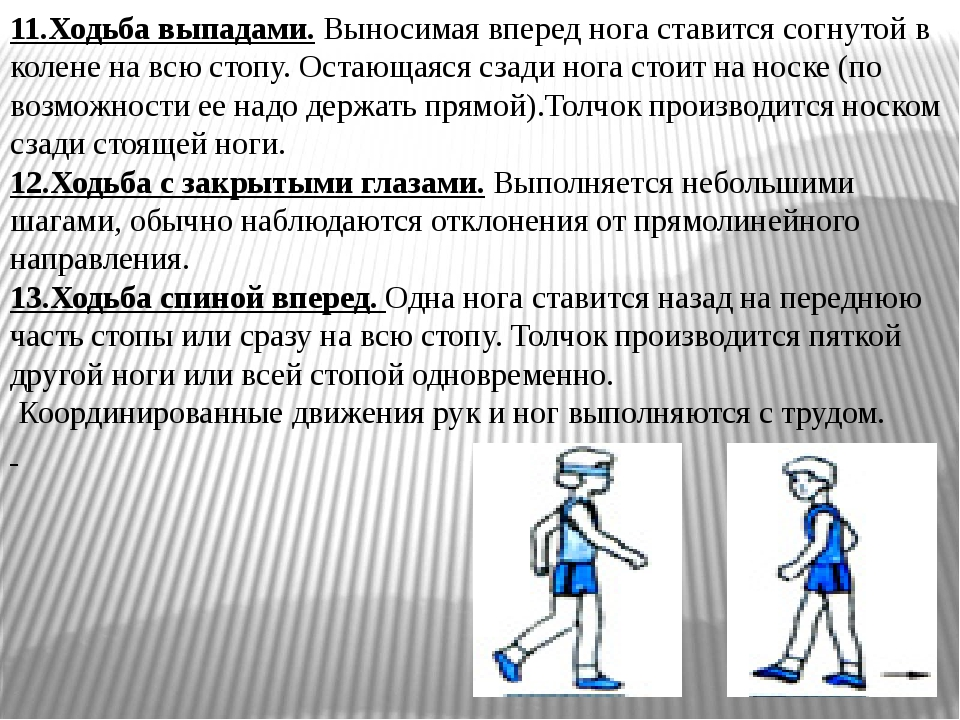 11.Ходьба выпадами. Выносимая вперед нога ставится согнутой в
колене на всю стопу. Остающаяся сзади нога стоит на носке (по
возможности ее надо держать прямой).Толчок производится носком
сзади стоящей ноги.
12.Ходьба с закрытыми глазами. Выполняется небольшими
шагами, обычно наблюдаются отклонения от прямолинейного
направления.
13.Ходьба спиной вперед. Одна нога ставится назад на переднюю
часть стопы или сразу на всю стопу. Толчок производится пяткой
другой ноги или всей стопой одновременно.
Координированные движения рук и ног выполняются с трудом.